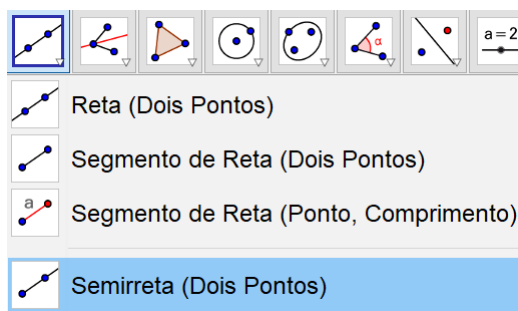 α
a = 2
Reta (Dois Pontos)
Segmento de Reta (Dois Pontos)
a
Segmento de Reta (Ponto, Comprimento)
Semirreta (Dois Pontos)